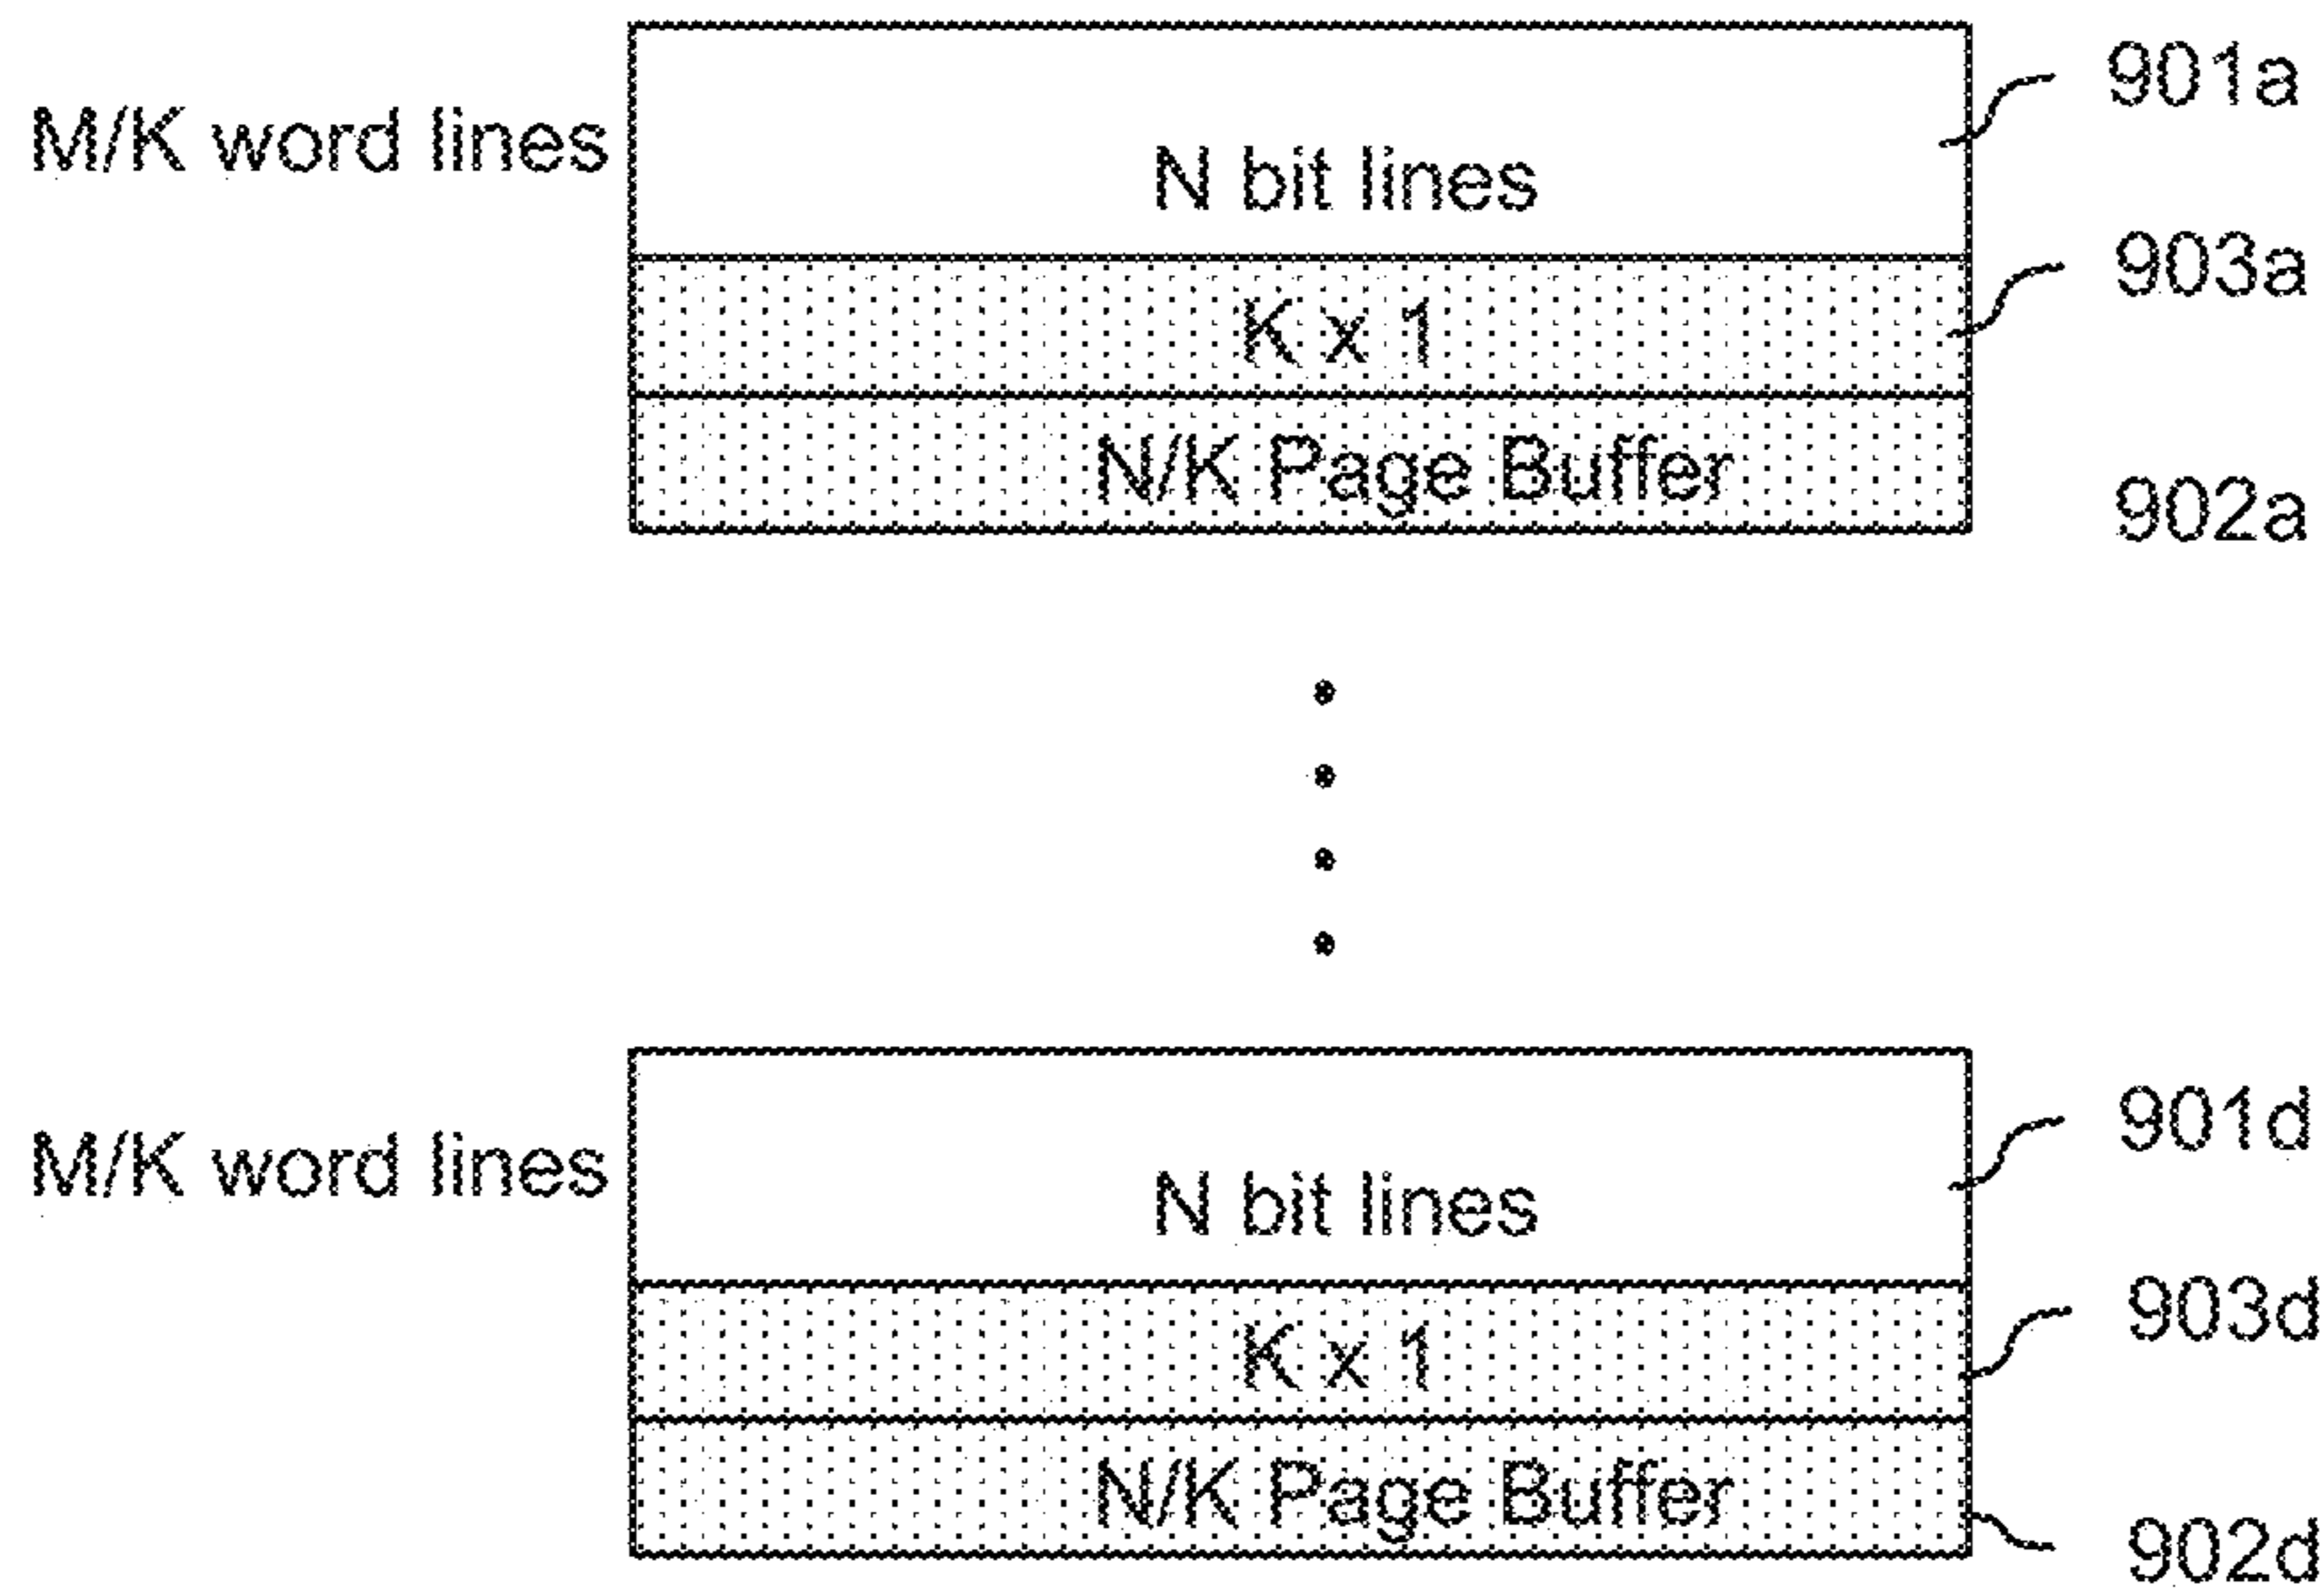 901a
M/K word lines
N bit lines
903a
K x 1
N/K Page Buffer
902a
901d
M/K word lines
N bit lines
903d
K x 1
N/K Page Buffer
902d